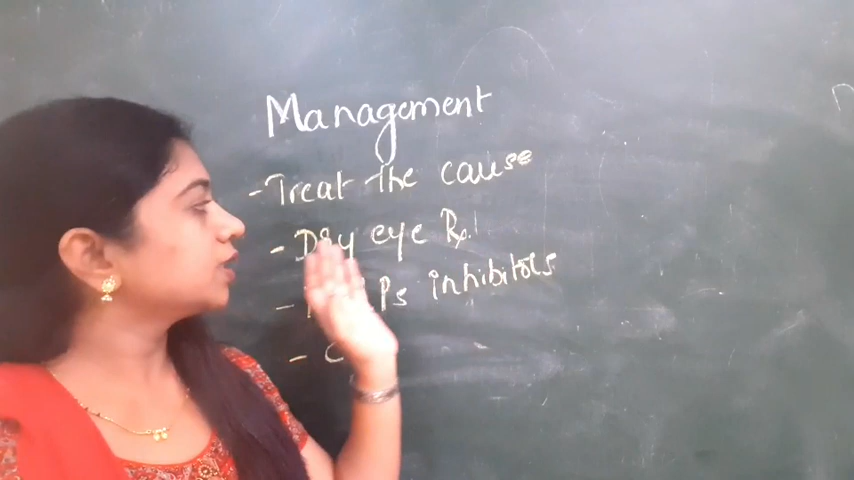 Management
- Treat the cause
- Dry eye Rx
- Ps inhibitors
-